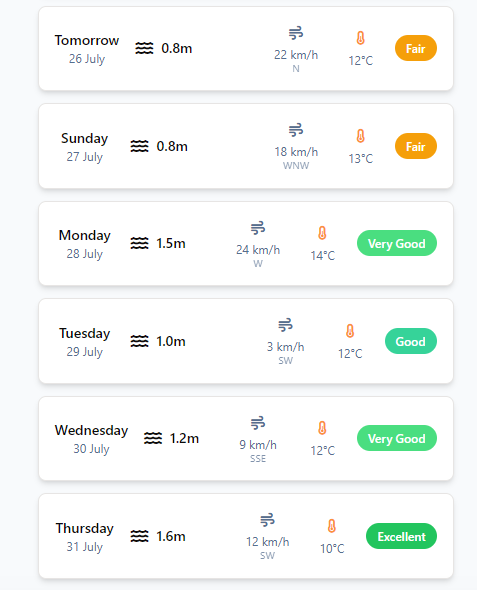 Tomorrow
26 July
0.8m
22 km/h
N
12°C
Fair
Sunday
27 July
0.8m
18 km/h
WNW
13°C
Fair
Monday
28 July
1.5m
24 km/h
W
14°C
Very Good
Tuesday
29 July
1.0m
3 km/h
SW
12°C
Good
Wednesday
30 July
1.2m
9 km/h
SSE
12°C
Very Good
Thursday
31 July
1.6m
12 km/h
SW
10°C
Excellent